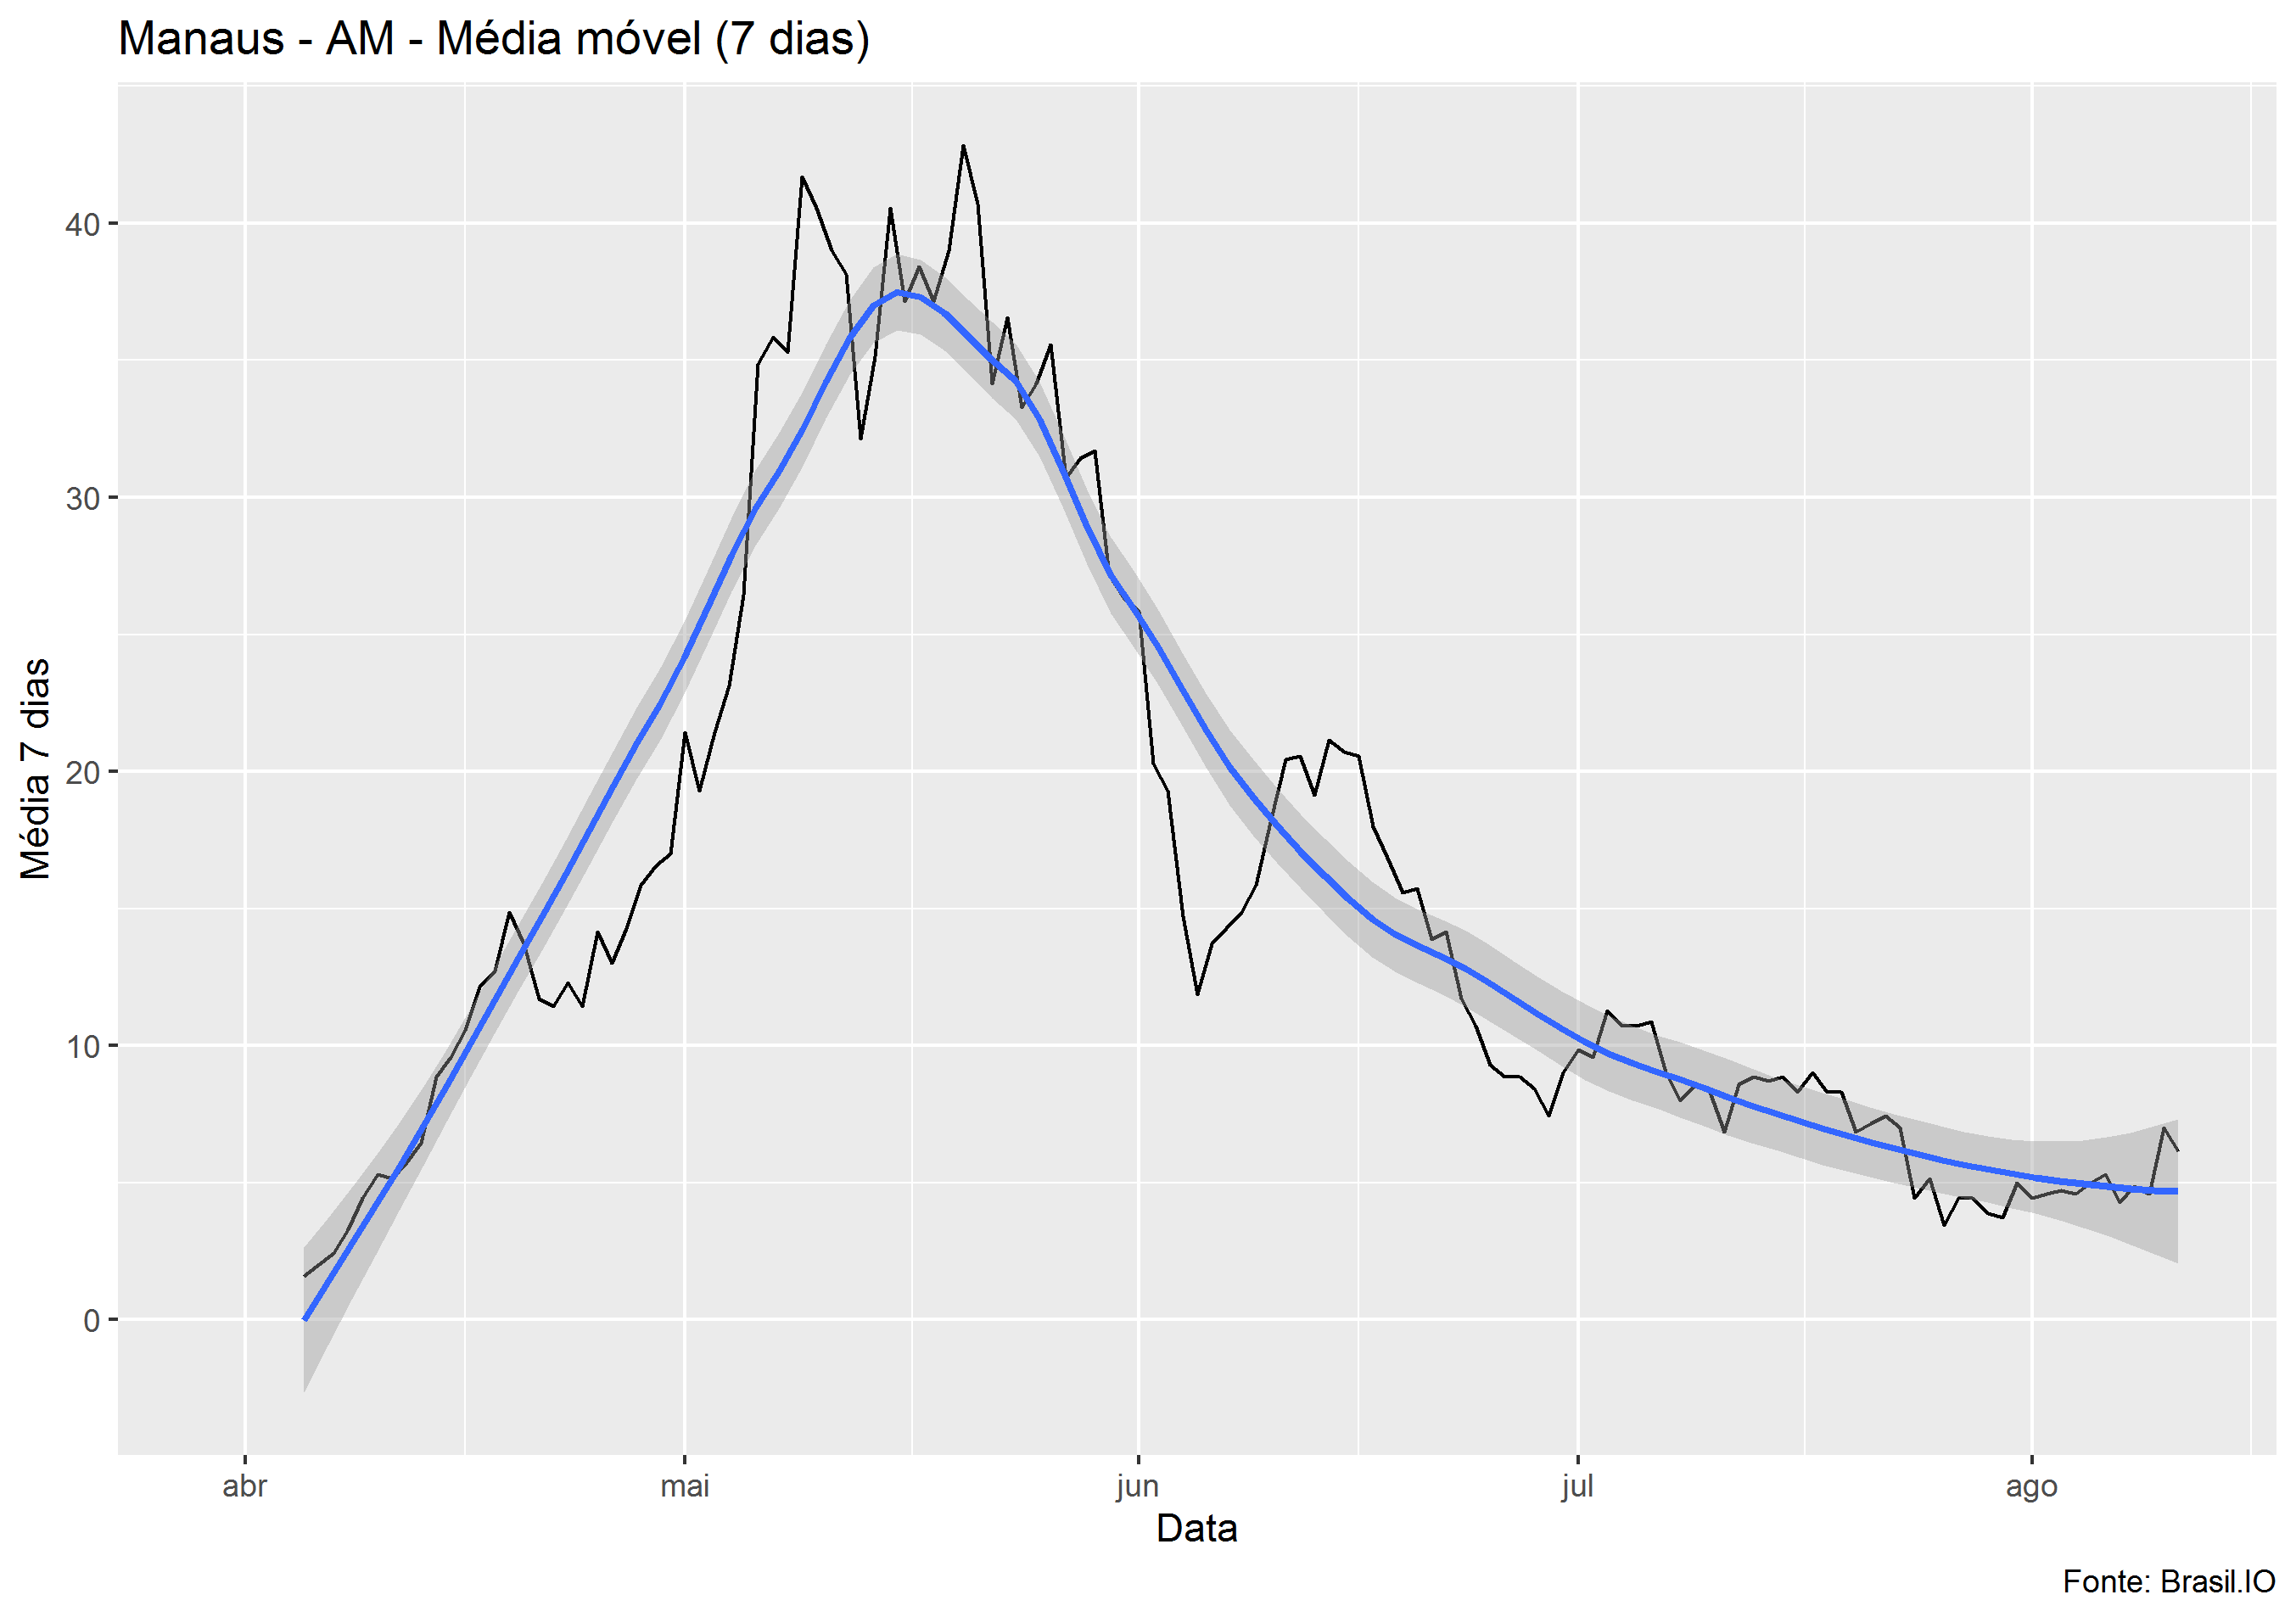 Manaus - AM - Média móvel (7 dias)
Média 7 dias
40
30
20
10
0
abr mai jun jul ago
Data
Fonte: Brasil.IO